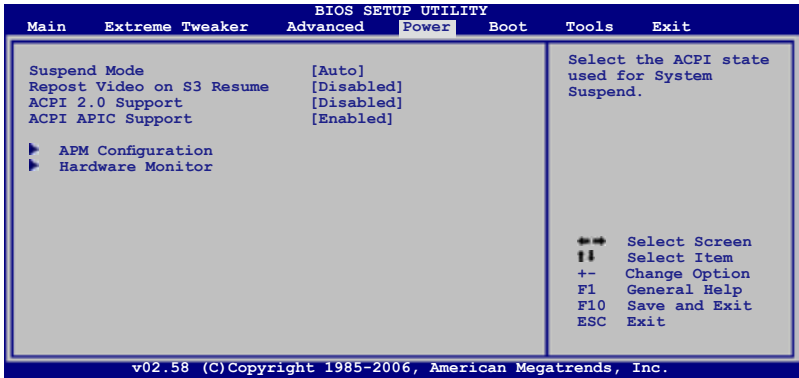 BIOS SETUP UTILITY
Main Extreme Tweaker Advanced Power Boot Tools Exit
Suspend Mode [Auto]
Repost Video on S3 Resume [Disabled]
ACPI 2.0 Support [Disabled]
ACPI APIC Support [Enabled]
APM Configuration
Hardware Monitor
Select the ACPI state
used for System
Suspend.
←→ Select Screen
↑↓ Select Item
+- Change Option
F1 General Help
F10 Save and Exit
ESC Exit
v02.58 (C)Copyright 1985-2006, American Megatrends, Inc.